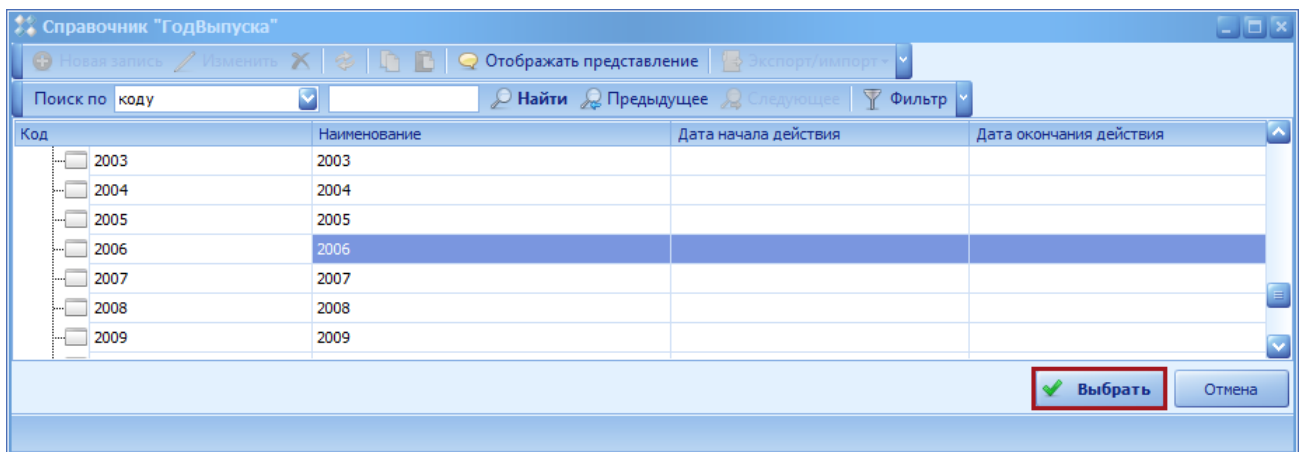 Справочник "ГодВыпуска"
Новая запись Изменить Отображать представление Экспорт/импорт
Поиск по коду Найти Предыдущее Следующее Фильтр
Код Наименование Дата начала действия Дата окончания действия
2003 2003
2004 2004
2005 2005
2006 2006
2007 2007
2008 2008
2009 2009
Выбрать Отмена